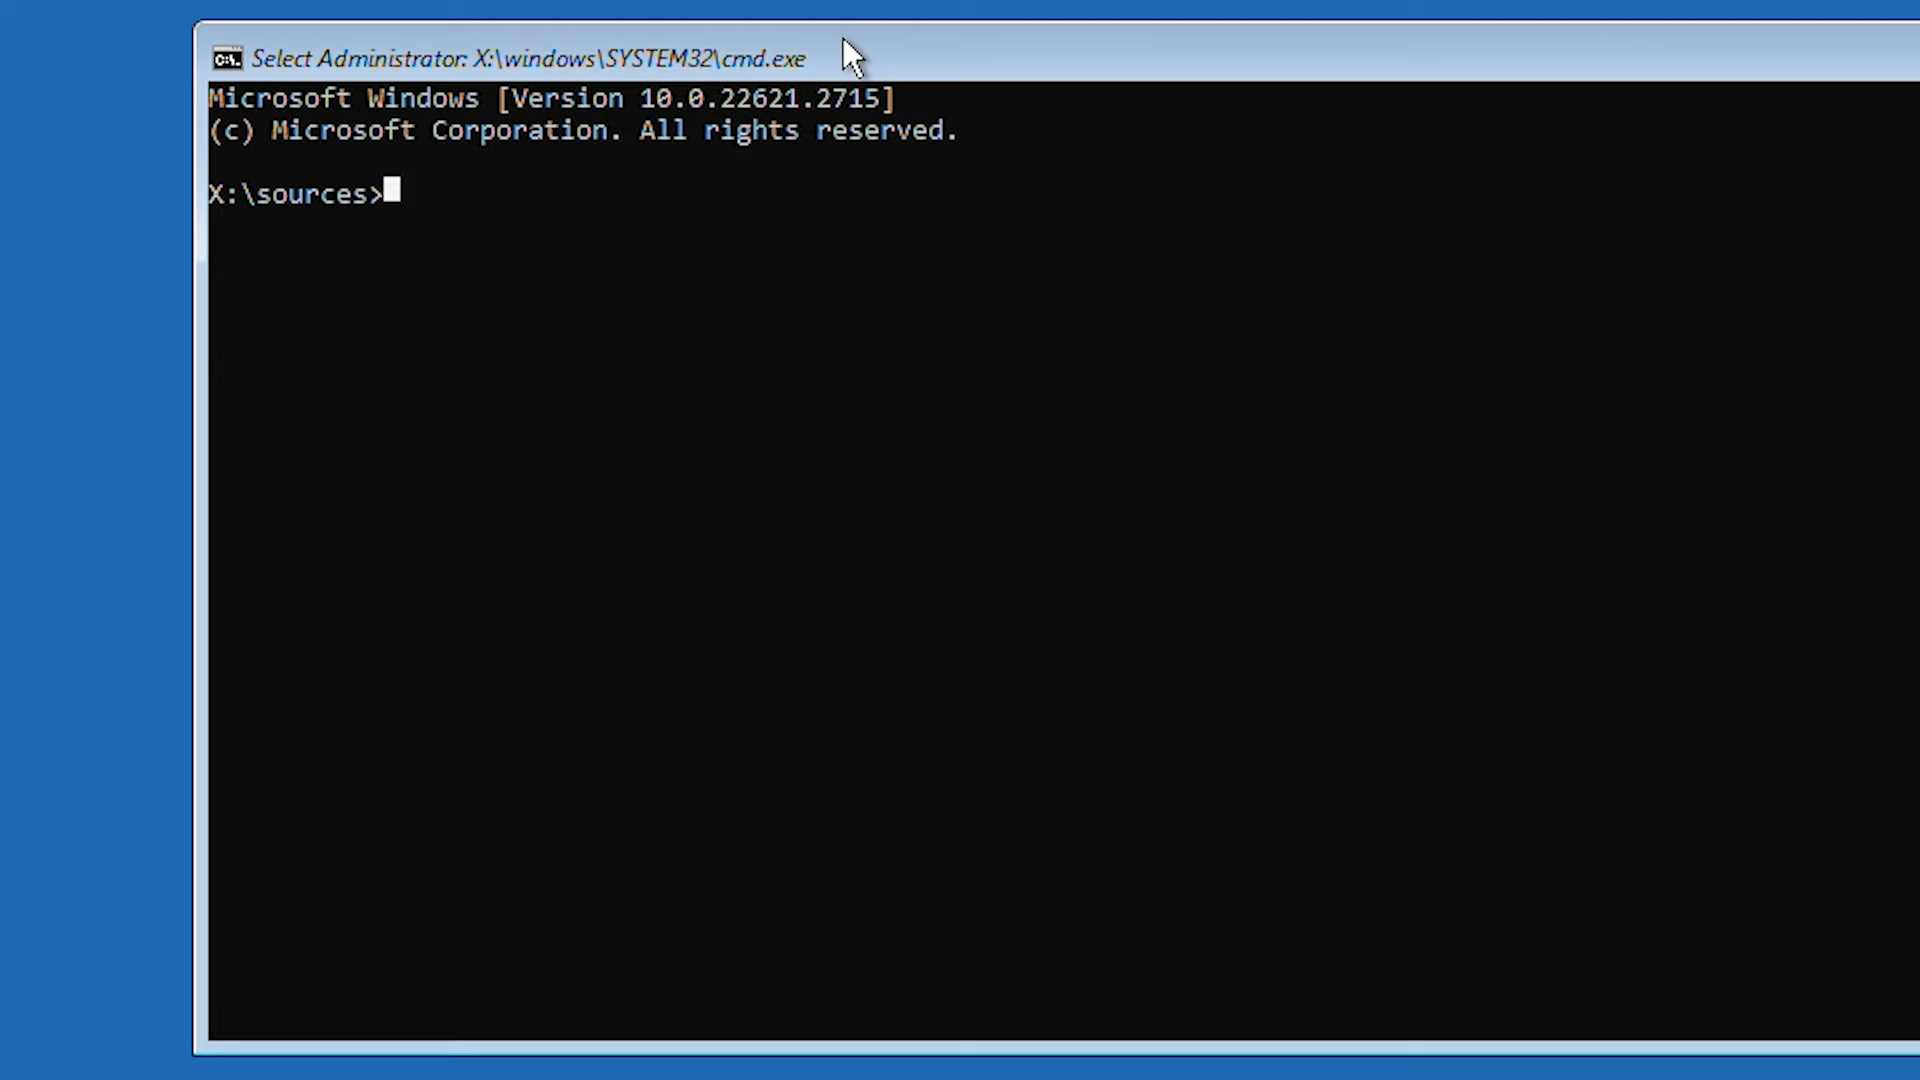 Select Administrator: X:\windows\SYSTEM32\cmd.exe
Microsoft Windows [Version 10.0.22621.2715]
(c) Microsoft Corporation. All rights reserved.
X:\sources>